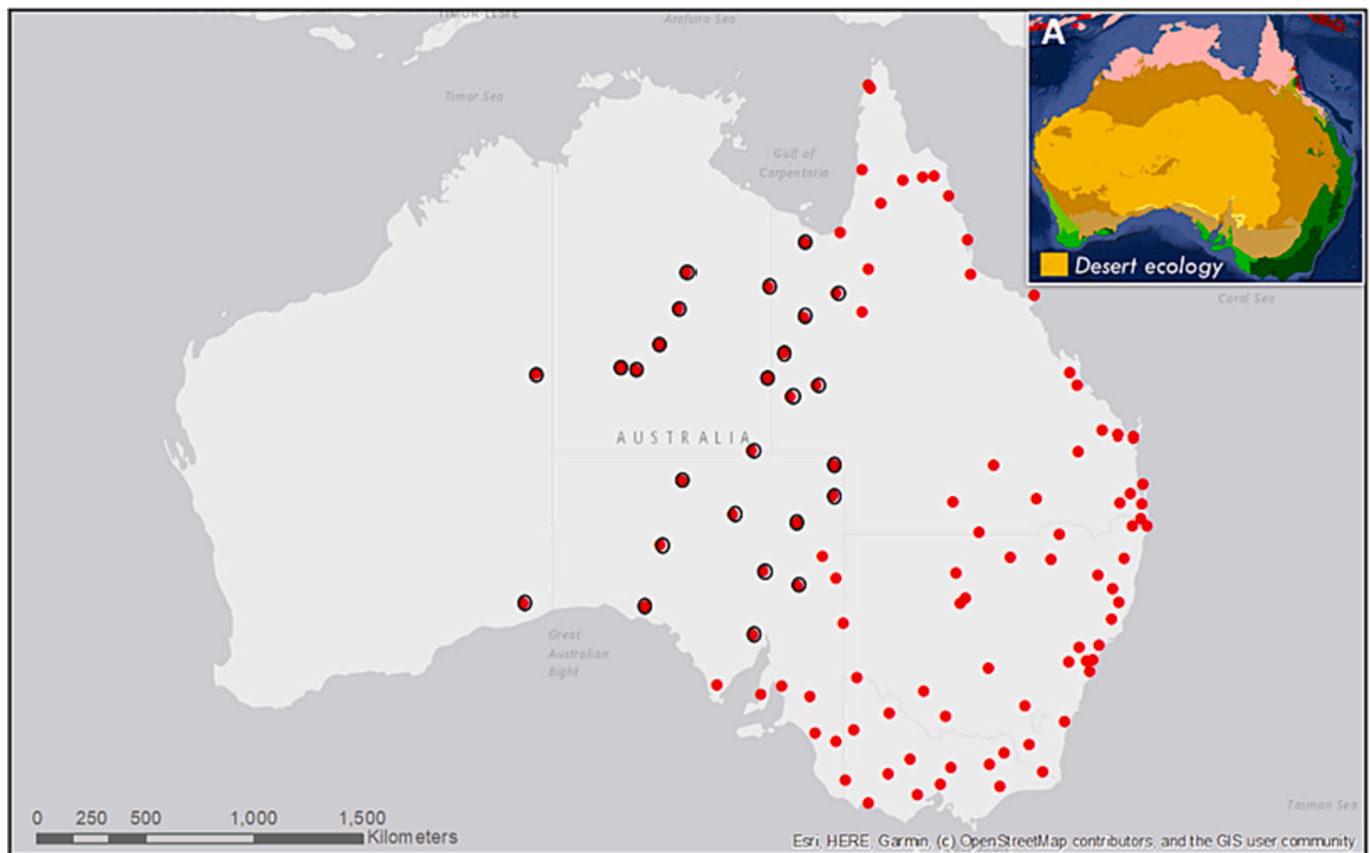 TIMOR-LESTE
Arafura Sea
A
Timor Sea
Gulf of
Carpentaria
Desert ecology
Coral Sea
AUSTRALIA
Great
Australian
Bight
Tasman Sea
0 250 500 1,000 1,500
Kilometers
Esri, HERE, Garmin, (c) OpenStreetMap contributors, and the GIS user community